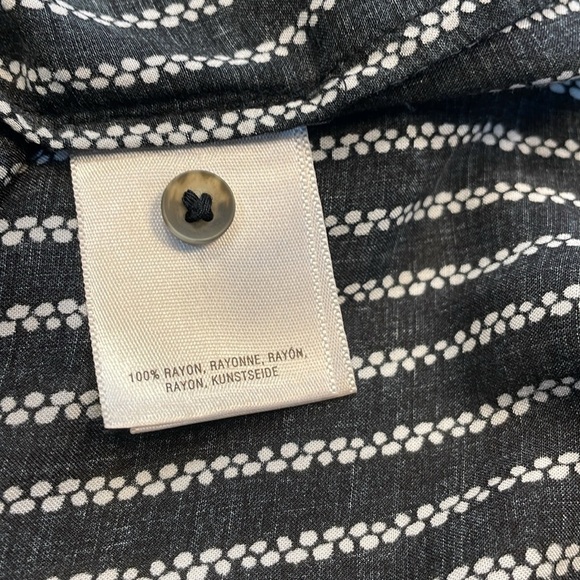 100% RAYON, RAYONNE, RAYÓN,
RAYON, KUNSTSEIDE